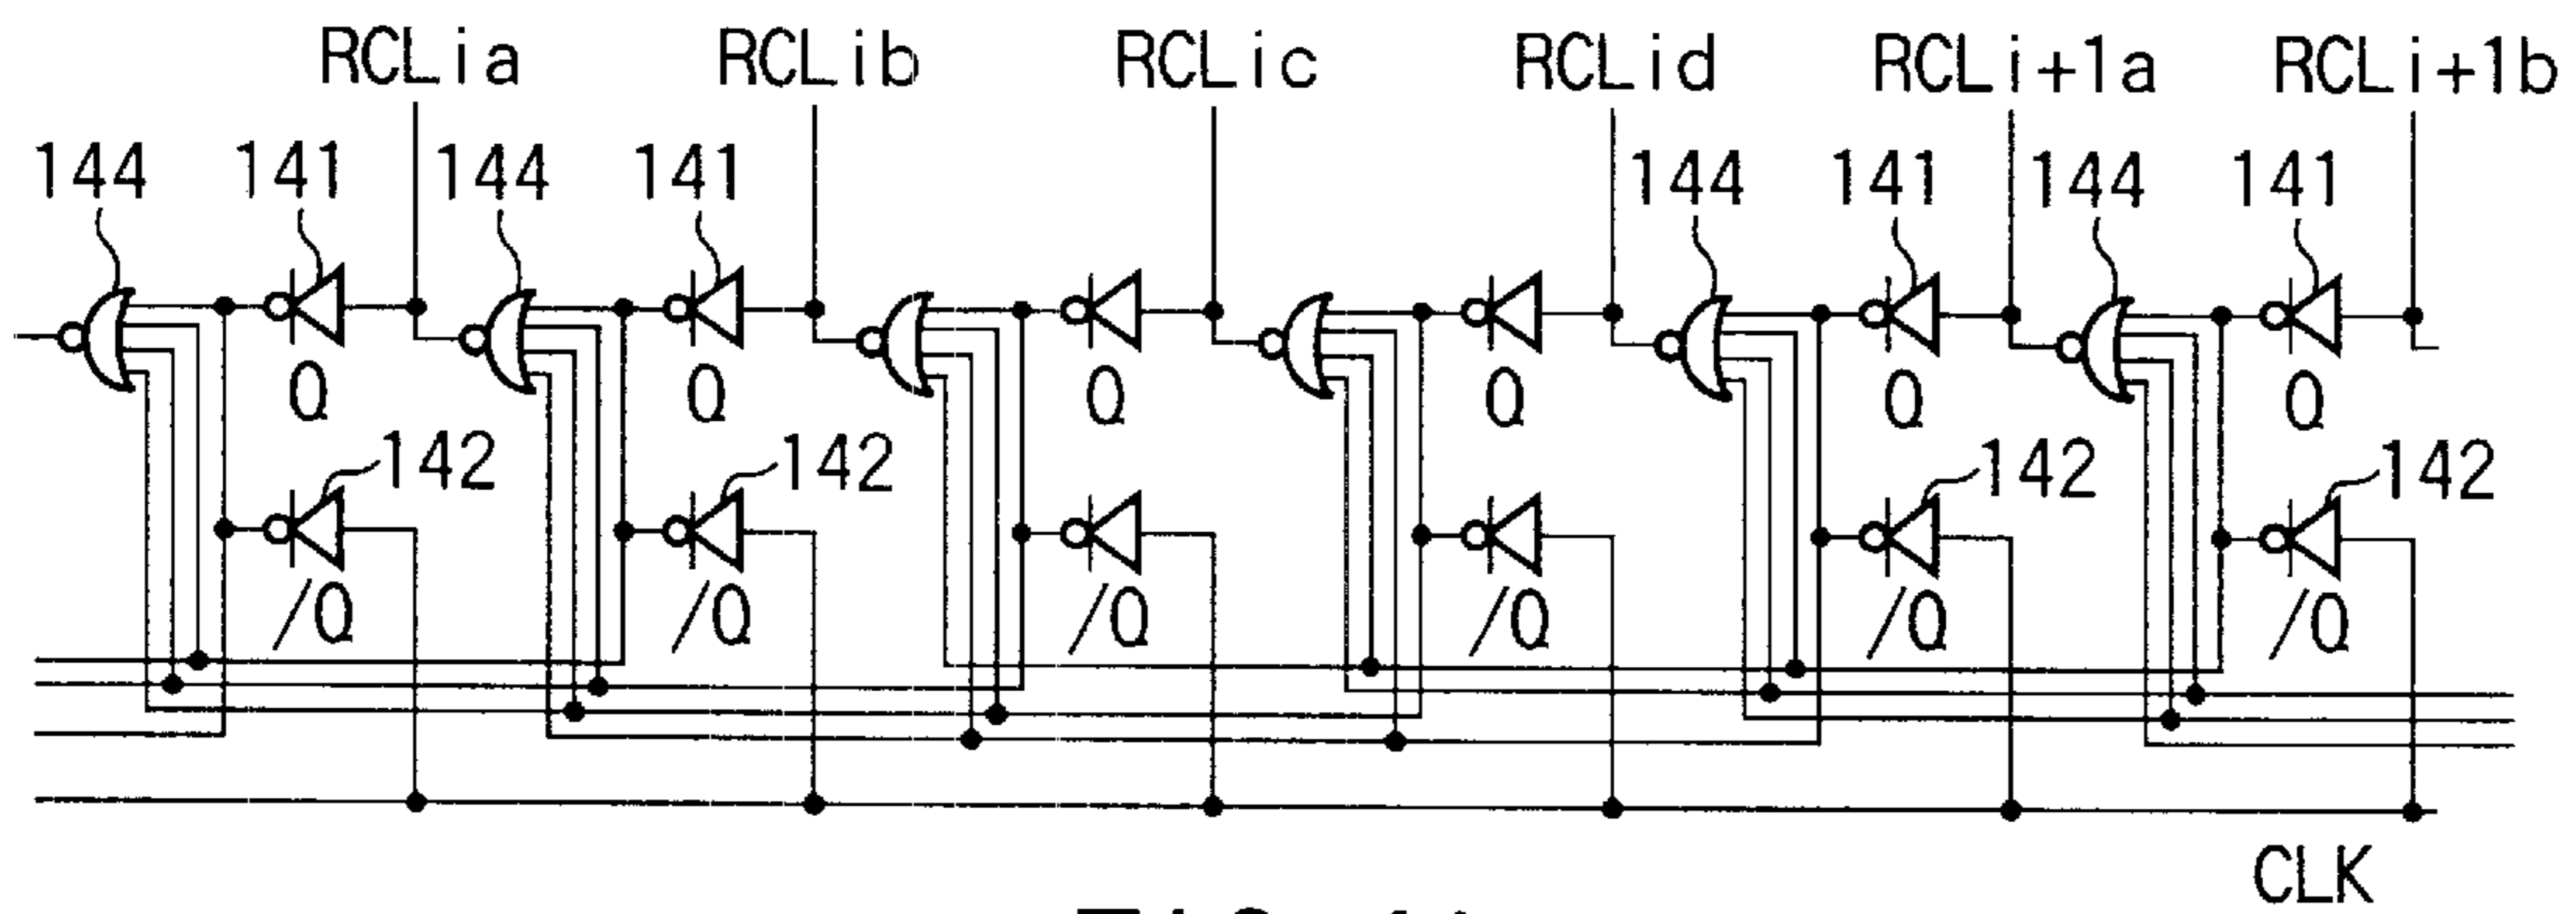 RCLia RCLib RCLic RCLid RCLi+1a RCLi+1b
144 141 144 141 144 141 144 141
Q Q Q Q Q Q
142 142 142 142
/Q /Q /Q /Q /Q /Q
CLK